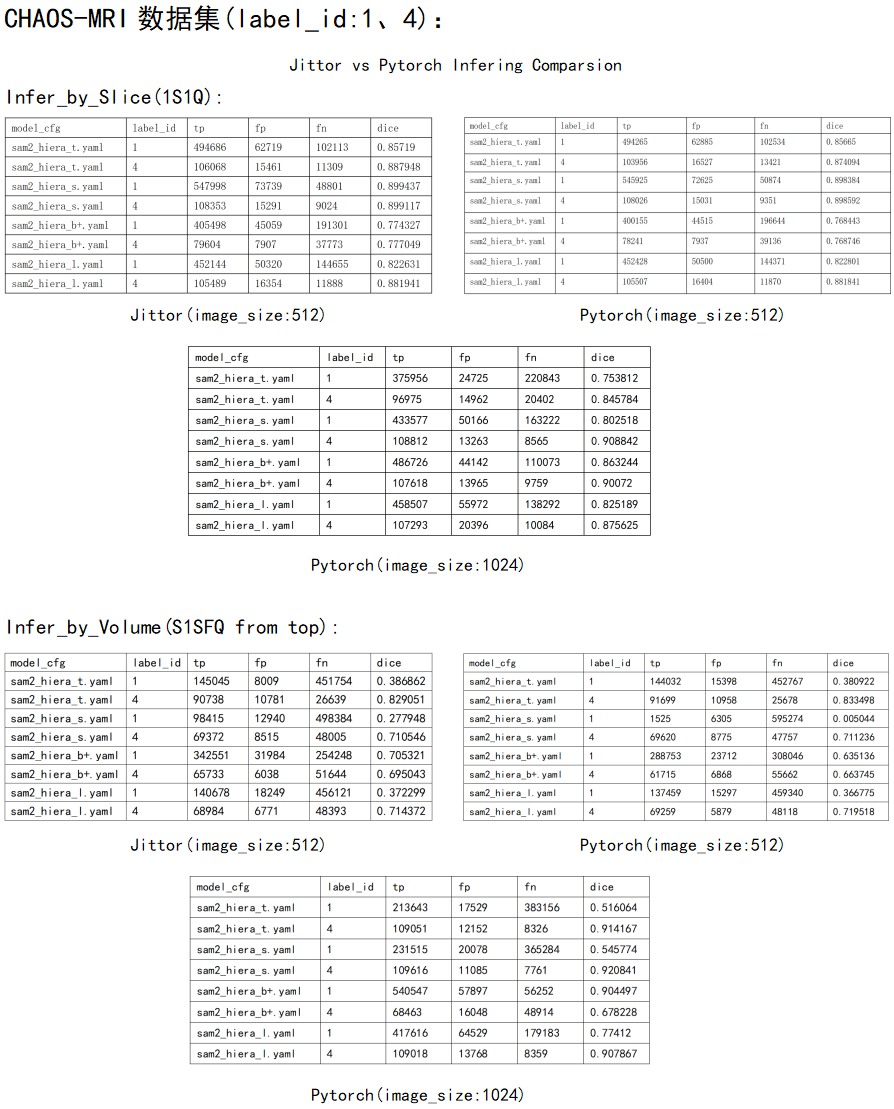 CHAOS-MRI 数据集(label_id:1、4)：
Jittor vs Pytorch Infering Comparsion
Infer_by_Slice(1S1Q):
model_cfg label_id tp fp fn dice
sam2_hiera_t.yaml 1 494686 62719 102113 0.85719
sam2_hiera_t.yaml 4 106068 15461 11309 0.887948
sam2_hiera_s.yaml 1 547998 73739 48801 0.899437
sam2_hiera_s.yaml 4 108353 15291 9024 0.899117
sam2_hiera_b+.yaml 1 405498 45059 191301 0.774327
sam2_hiera_b+.yaml 4 79604 7907 37773 0.777049
sam2_hiera_l.yaml 1 452144 50320 144655 0.822631
sam2_hiera_l.yaml 4 105489 16354 11888 0.881941
Jittor(image_size:512)
model_cfg label_id tp fp fn dice
sam2_hiera_t.yaml 1 494265 62885 102534 0.85665
sam2_hiera_t.yaml 4 103956 16527 13421 0.874094
sam2_hiera_s.yaml 1 545925 72625 50874 0.898384
sam2_hiera_s.yaml 4 108026 15031 9351 0.898592
sam2_hiera_b+.yaml 1 400155 44515 196644 0.768443
sam2_hiera_b+.yaml 4 78241 7937 39136 0.768746
sam2_hiera_l.yaml 1 452428 50500 144371 0.822801
sam2_hiera_l.yaml 4 105507 16404 11870 0.881841
Pytorch(image_size:512)
model_cfg label_id tp fp fn dice
sam2_hiera_t.yaml 1 375956 24725 220843 0.753812
sam2_hiera_t.yaml 4 96975 14962 20402 0.845784
sam2_hiera_s.yaml 1 433577 50166 163222 0.802518
sam2_hiera_s.yaml 4 108812 13263 8565 0.908842
sam2_hiera_b+.yaml 1 486726 44142 110073 0.863244
sam2_hiera_b+.yaml 4 107618 13965 9759 0.90072
sam2_hiera_l.yaml 1 458507 55972 138292 0.825189
sam2_hiera_l.yaml 4 107293 20396 10084 0.875625
Pytorch(image_size:1024)
Infer_by_Volume(S1SFQ from top):
model_cfg label_id tp fp fn dice
sam2_hiera_t.yaml 1 145045 8009 451754 0.386862
sam2_hiera_t.yaml 4 90738 10781 26639 0.829051
sam2_hiera_s.yaml 1 98415 12940 498384 0.277948
sam2_hiera_s.yaml 4 69372 8515 48005 0.710546
sam2_hiera_b+.yaml 1 342551 31984 254248 0.705321
sam2_hiera_b+.yaml 4 65733 6038 51644 0.695043
sam2_hiera_l.yaml 1 140678 18249 456121 0.372299
sam2_hiera_l.yaml 4 68984 6771 48393 0.714372
Jittor(image_size:512)
model_cfg label_id tp fp fn dice
sam2_hiera_t.yaml 1 144032 15398 452767 0.380922
sam2_hiera_t.yaml 4 91699 10958 25678 0.833498
sam2_hiera_s.yaml 1 1525 6305 595274 0.005044
sam2_hiera_s.yaml 4 69620 8775 47757 0.711236
sam2_hiera_b+.yaml 1 288753 23712 308046 0.635136
sam2_hiera_b+.yaml 4 61715 6868 55662 0.663745
sam2_hiera_l.yaml 1 137459 15297 459340 0.366775
sam2_hiera_l.yaml 4 69259 5879 48118 0.719518
Pytorch(image_size:512)
model_cfg label_id tp fp fn dice
sam2_hiera_t.yaml 1 213643 17529 383156 0.516064
sam2_hiera_t.yaml 4 109051 12152 8326 0.914167
sam2_hiera_s.yaml 1 231515 20078 365284 0.545774
sam2_hiera_s.yaml 4 109616 11085 7761 0.920841
sam2_hiera_b+.yaml 1 540547 57897 56252 0.904497
sam2_hiera_b+.yaml 4 68463 16048 48914 0.678228
sam2_hiera_l.yaml 1 417616 64529 179183 0.77412
sam2_hiera_l.yaml 4 109018 13768 8359 0.907867
Pytorch(image_size:1024)